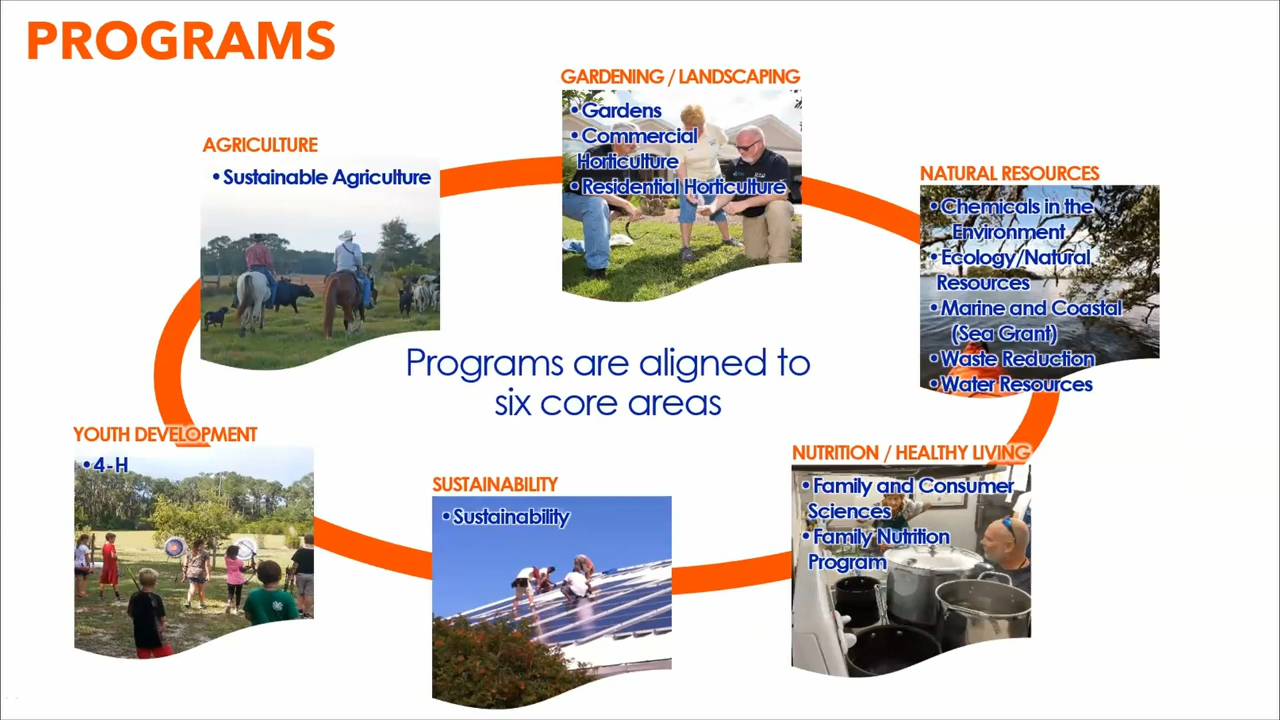 PROGRAMS
AGRICULTURE
• Sustainable Agriculture
GARDENING / LANDSCAPING
• Gardens
• Commercial
Horticulture
• Residential Horticulture
NATURAL RESOURCES
• Chemicals in the
Environment
• Ecology/Natural
Resources
• Marine and Coastal
(Sea Grant)
• Waste Reduction
• Water Resources
Programs are aligned to
six core areas
YOUTH DEVELOPMENT
• 4-H
SUSTAINABILITY
• Sustainability
NUTRITION / HEALTHY LIVING
• Family and Consumer
Sciences
• Family Nutrition
Program